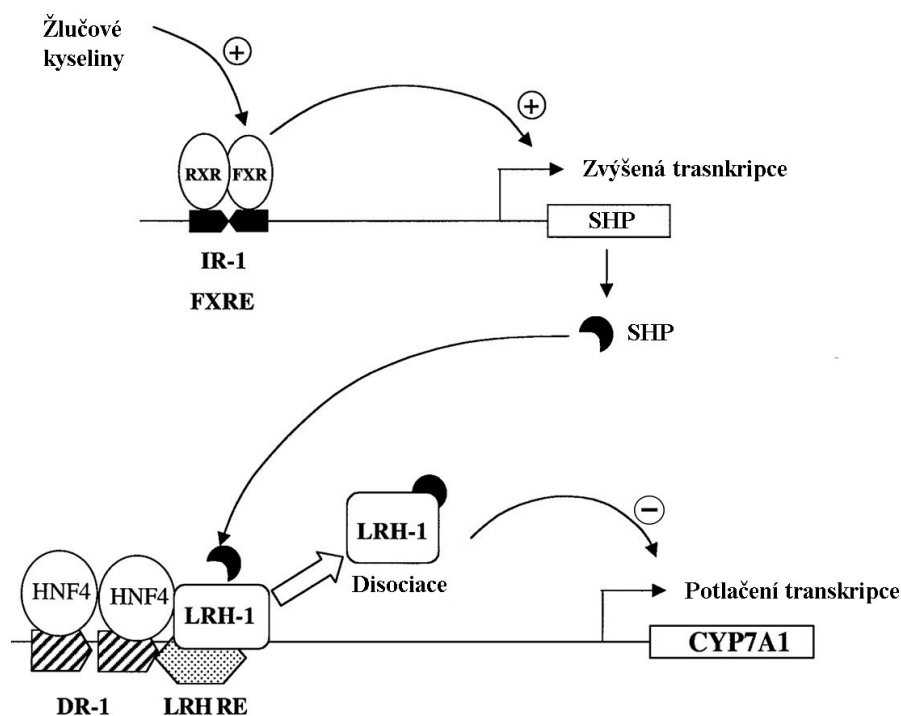 Žlučové
kyseliny
+
+
RXR
FXR
Zvýšená trasnkripce
SHP
IR-1
FXRE
SHP
LRH-1
−
Disociace
HNF4
HNF4
LRH-1
Potlačení transkripce
CYP7A1
DR-1
LRH RE